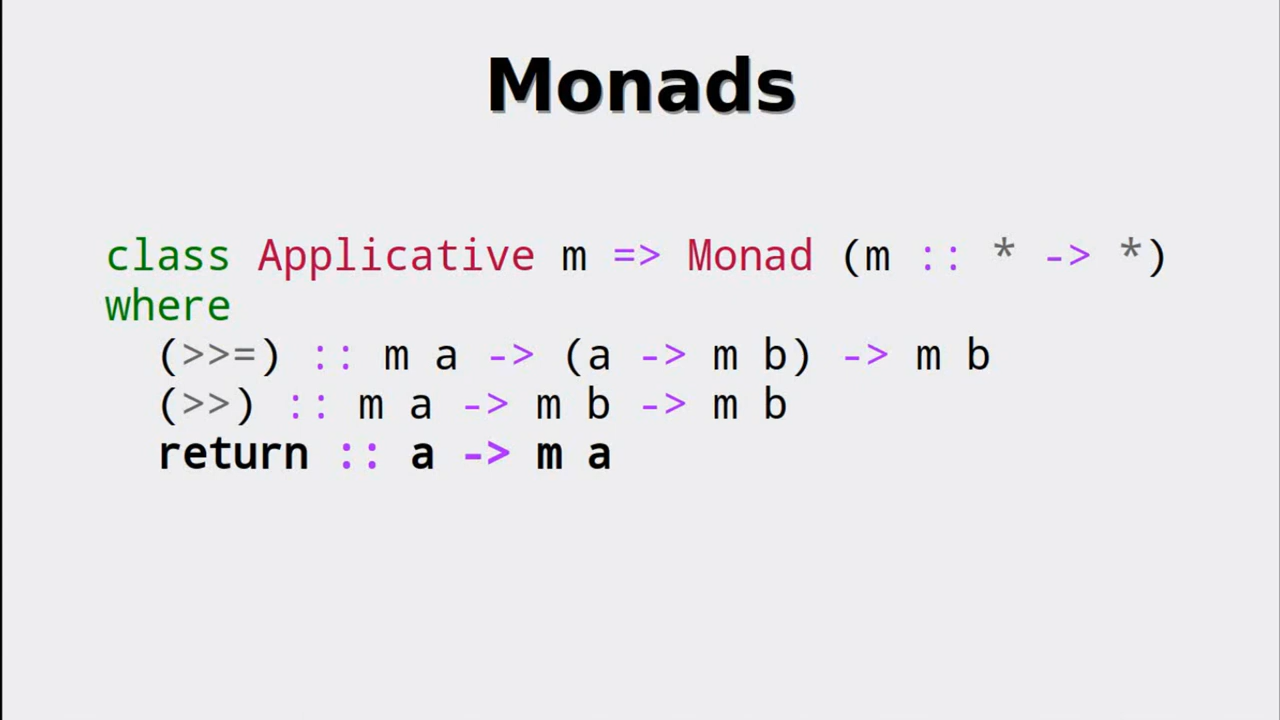 Monads
class Applicative m => Monad (m :: * -> *)
where
(>>=) :: m a -> (a -> m b) -> m b
(>>) :: m a -> m b -> m b
return :: a -> m a